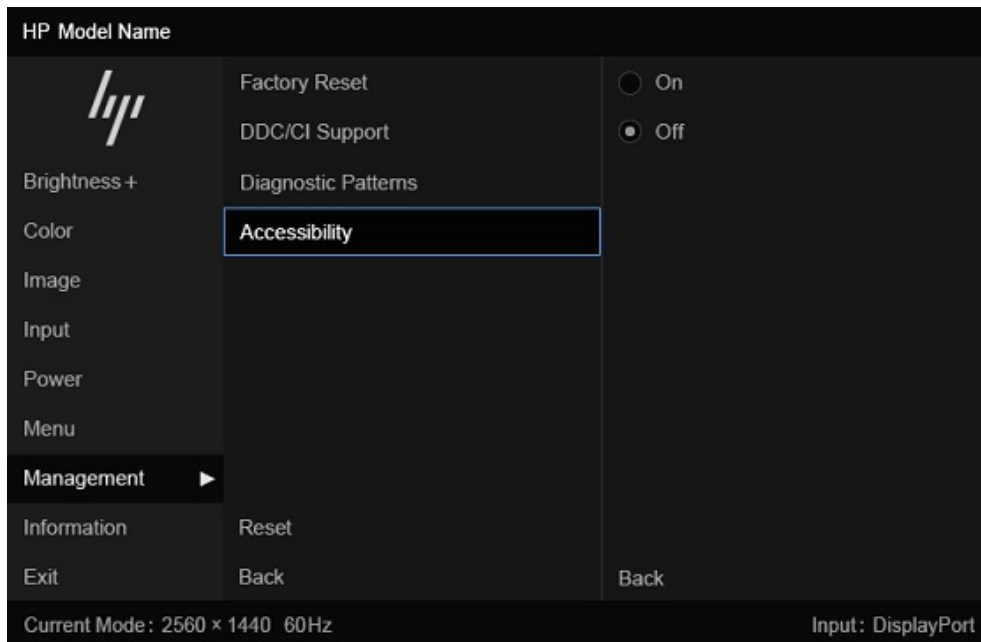 HP Model Name
hp
Brightness+
Color
Image
Input
Power
Menu
Management
Information
Exit
Factory Reset
DDC/CI Support
Diagnostic Patterns
Accessibility
Reset
Back
On
Off
Back
Current Mode: 2560 × 1440 60Hz
Input: DisplayPort